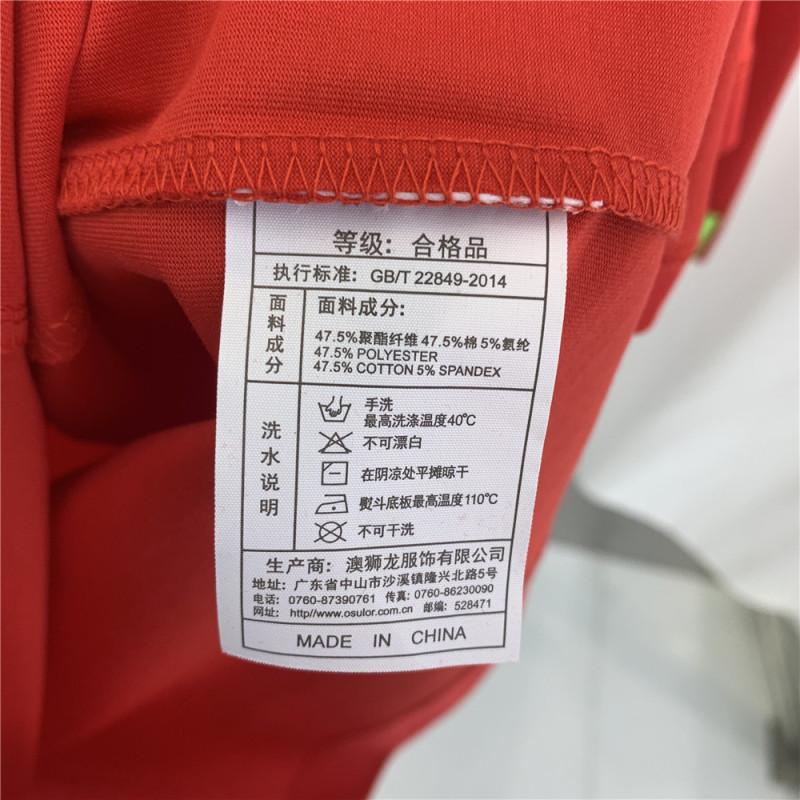 等级: 合格品
执行标准: GB/T 22849-2014
面料成分
面料成分:
47.5%聚酯纤维 47.5%棉 5%氨纶
47.5% POLYESTER
47.5% COTTON 5% SPANDEX
洗水说明
手洗
最高洗涤温度40℃
不可漂白
在阴凉处平摊晾干
熨斗底板最高温度110℃
不可干洗
生产商: 澳狮龙服饰有限公司
地址: 广东省中山市沙溪镇隆兴北路5号
电话: 0760-87390761 传真: 0760-86230090
网址: http//www.osulor.com.cn 邮编: 528471
MADE IN CHINA